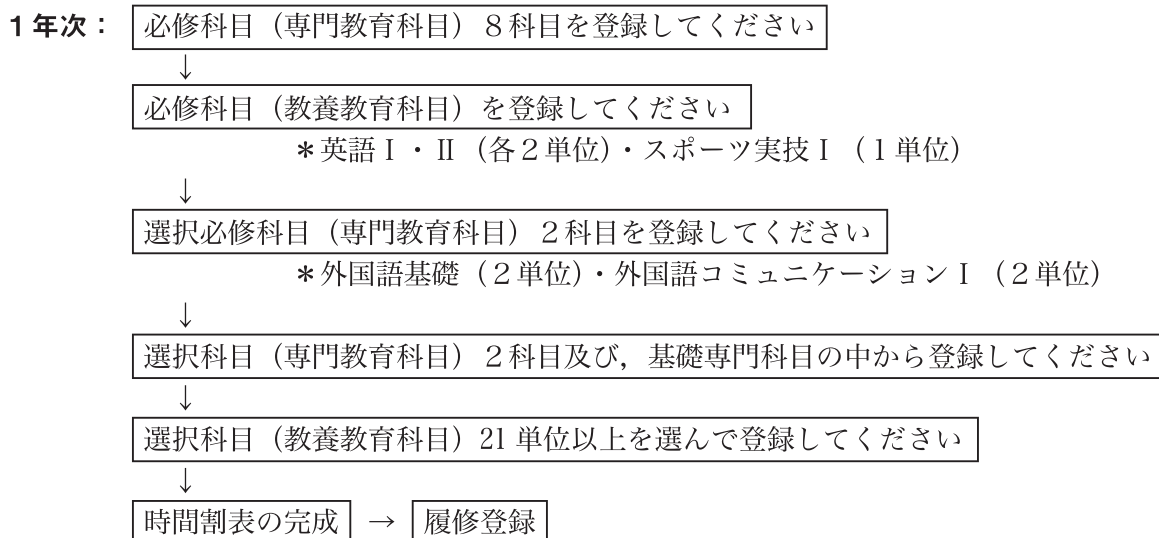 １年次： 必修科目（専門教育科目）８科目を登録してください
↓
必修科目（教養教育科目）を登録してください
＊英語Ⅰ・Ⅱ（各２単位）・スポーツ実技Ⅰ（１単位）
↓
選択必修科目（専門教育科目）２科目を登録してください
＊外国語基礎（２単位）・外国語コミュニケーションⅠ（２単位）
↓
選択科目（専門教育科目）２科目及び，基礎専門科目の中から登録してください
↓
選択科目（教養教育科目）21 単位以上を選んで登録してください
↓
時間割表の完成 → 履修登録